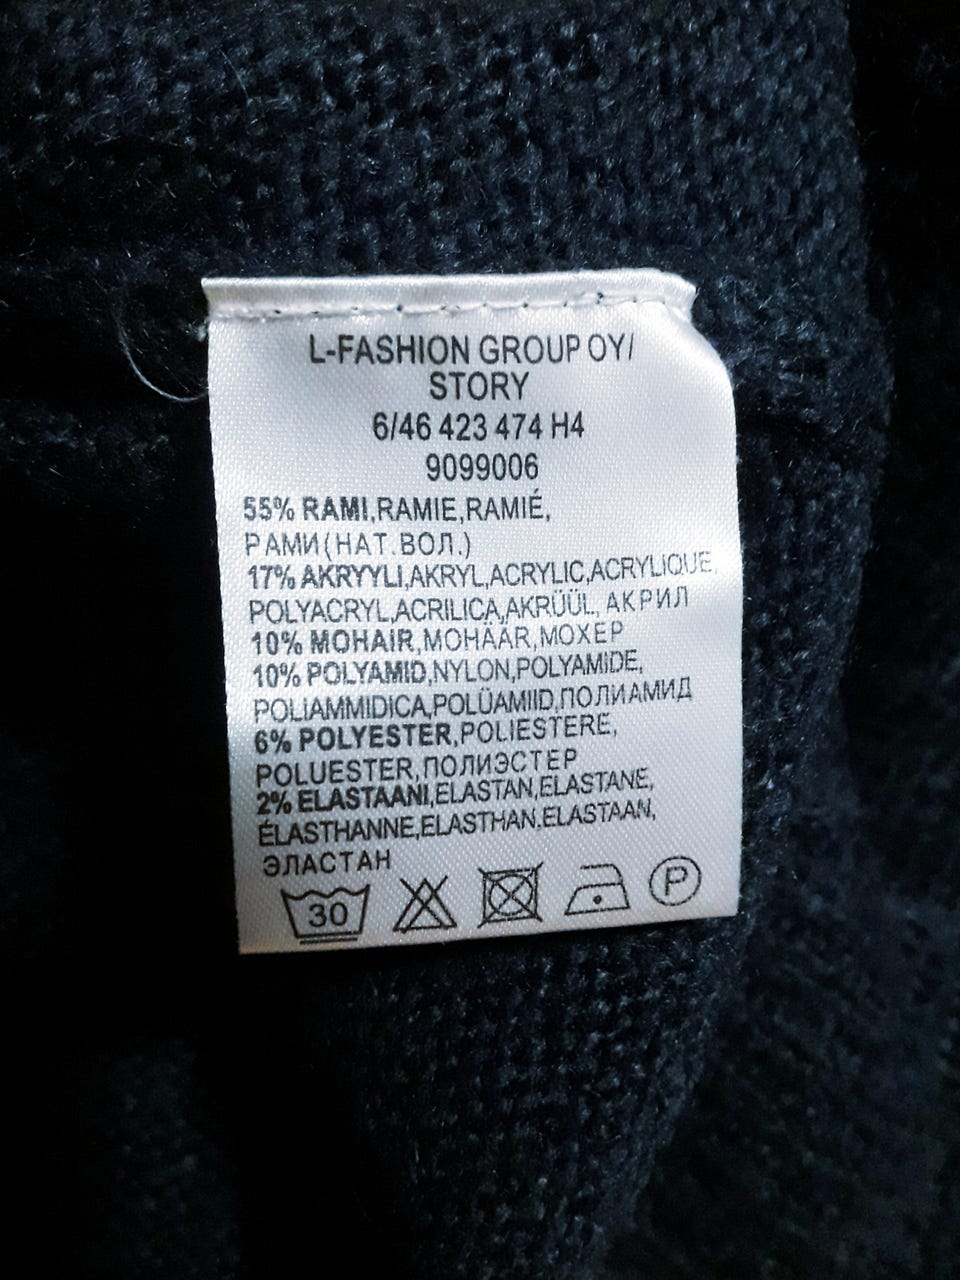 L-FASHION GROUP OY/
STORY
6/46 423 474 H4
9099006
55% RAMI,RAMIE,RAMIÉ,
РАМИ(НАТ.ВОЛ.)
17% AKRYYLI,AKRYL,ACRYLIC,ACRYLIQUE,
POLYACRYL,ACRILICA,AKRÜÜL, АКРИЛ
10% MOHAIR,MOHÄÄR,МОХЕР
10% POLYAMID,NYLON,POLYAMIDE,
POLIAMMIDICA,POLÜAMIID,ПОЛИАМИД
6% POLYESTER,POLIESTERE,
POLUESTER,ПОЛИЭСТЕР
2% ELASTAANI,ELASTAN,ELASTANE,
ÉLASTHANNE,ELASTHAN,ELASTAAN,
ЭЛАСТАН
30 P